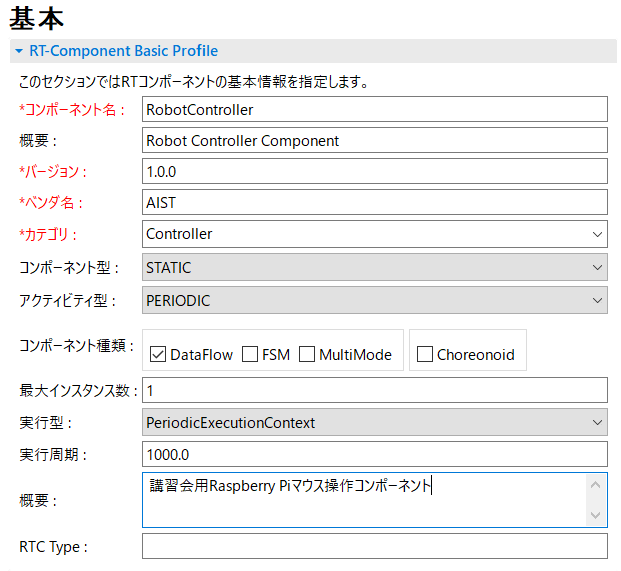 基本
RT-Component Basic Profile
このセクションではRTコンポーネントの基本情報を指定します。
*コンポーネント名 : RobotController
概要 : Robot Controller Component
*バージョン : 1.0.0
*ベンダ名 : AIST
*カテゴリ : Controller
コンポーネント型 : STATIC
アクティビティ型 : PERIODIC
コンポーネント種類 : DataFlow FSM MultiMode Choreonoid
最大インスタンス数 : 1
実行型 : PeriodicExecutionContext
実行周期 : 1000.0
概要 : 講習会用Raspberry Piマウス操作コンポーネント
RTC Type :